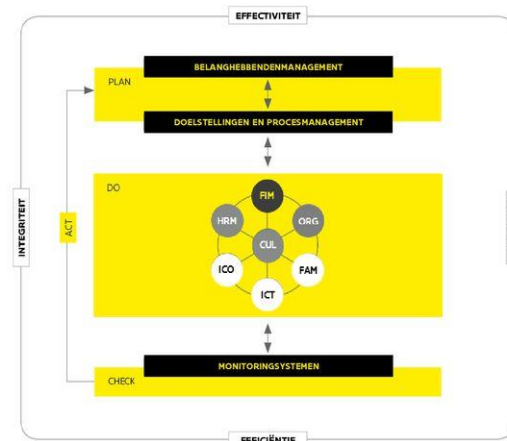 EFFECTIVITEIT
BELANGHEBBENDENMANAGEMENT
PLAN
DOELSTELLINGEN EN PROCESMANAGEMENT
DO
FIM
HRM
ORG
CUL
ICO
FAM
ICT
INTEGRITEIT
ACT
MONITORINGSYSTEMEN
CHECK
EFFICIËNTIE